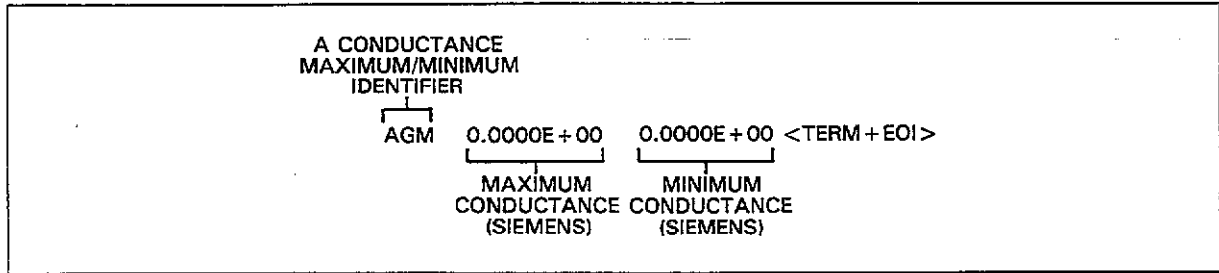 A CONDUCTANCE
MAXIMUM/MINIMUM
IDENTIFIER
AGM 0.0000E+00 0.0000E+00 <TERM+EOI>
MAXIMUM
CONDUCTANCE
(SIEMENS)
MINIMUM
CONDUCTANCE
(SIEMENS)